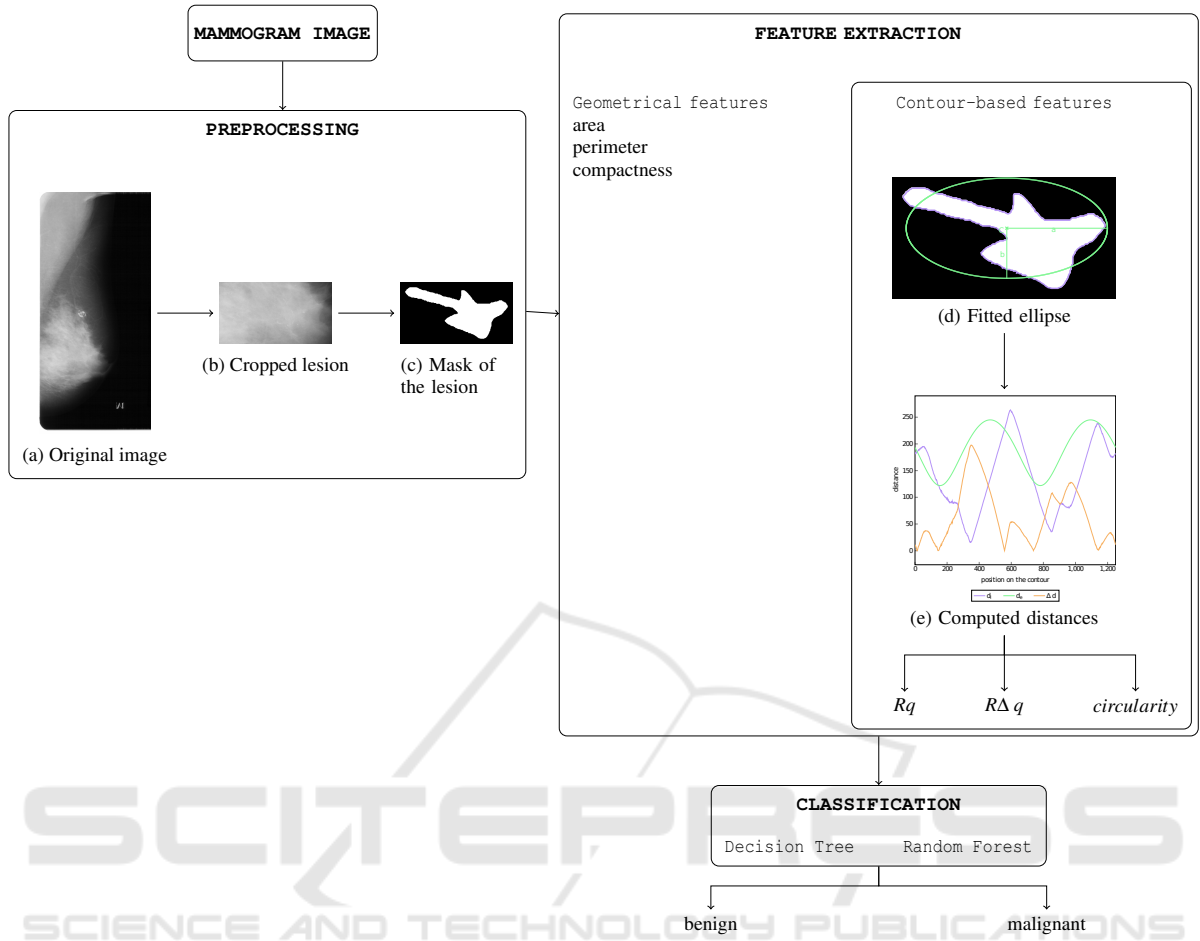 MAMMOGRAM IMAGE
PREPROCESSING
(a) Original image
(b) Cropped lesion
(c) Mask of
the lesion
FEATURE EXTRACTION
Geometrical features
area
perimeter
compactness
Contour-based features
a
b
(d) Fitted ellipse
distance
250
200
150
100
50
0
0 200 400 600 800 1,000 1,200
position on the contour
d_i d_e Δ d
(e) Computed distances
Rq RΔ q circularity
CLASSIFICATION
Decision Tree Random Forest
benign malignant
SCITEPRESS
SCIENCE AND TECHNOLOGY PUBLICATIONS